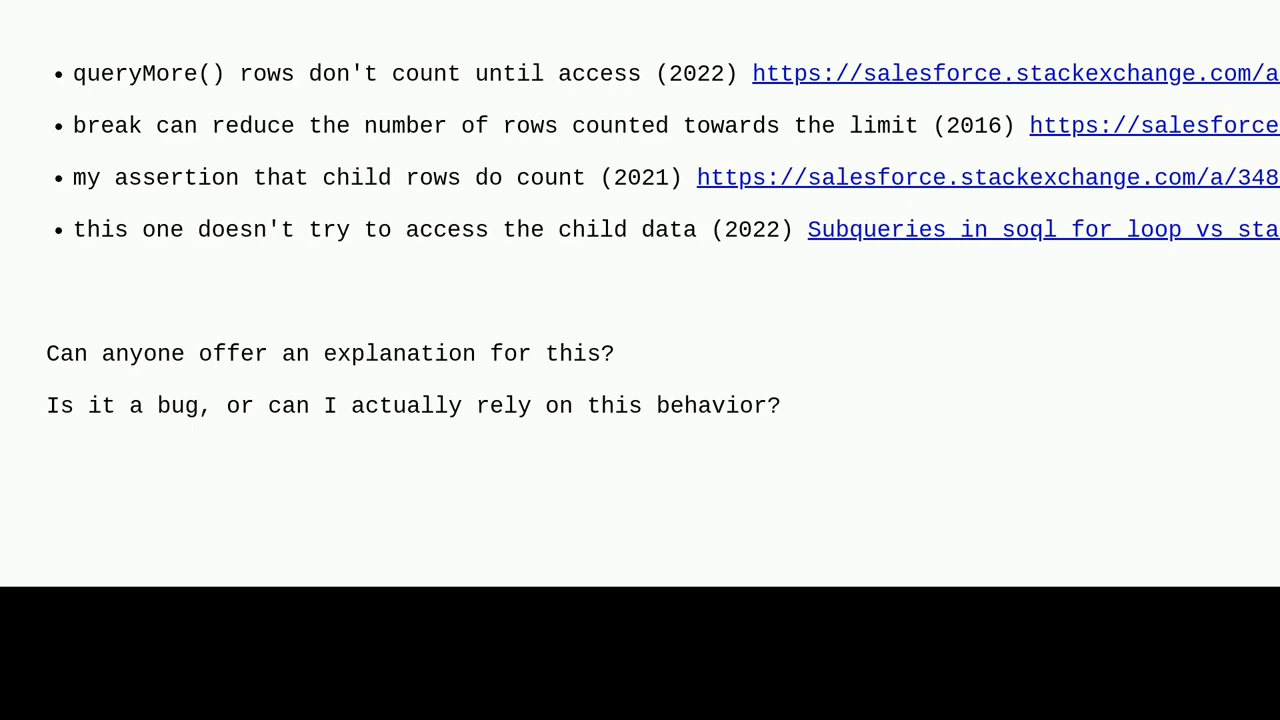 • queryMore() rows don't count until access (2022) https://salesforce.stackexchange.com/a
• break can reduce the number of rows counted towards the limit (2016) https://salesforce
• my assertion that child rows do count (2021) https://salesforce.stackexchange.com/a/348
• this one doesn't try to access the child data (2022) Subqueries in soql for loop vs sta
Can anyone offer an explanation for this?
Is it a bug, or can I actually rely on this behavior?